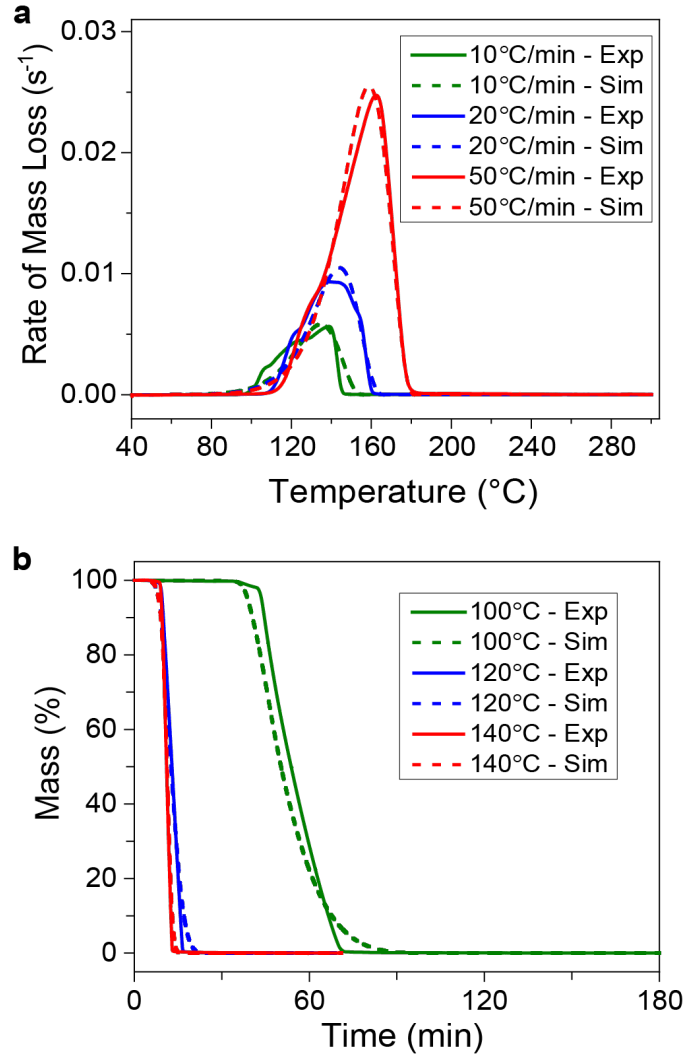 a
Rate of Mass Loss (s⁻¹)
0.03
0.02
0.01
0.00
10°C/min - Exp
10°C/min - Sim
20°C/min - Exp
20°C/min - Sim
50°C/min - Exp
50°C/min - Sim
40 80 120 160 200 240 280
Temperature (°C)
b
Mass (%)
100
80
60
40
20
0
100°C - Exp
100°C - Sim
120°C - Exp
120°C - Sim
140°C - Exp
140°C - Sim
0 60 120 180
Time (min)